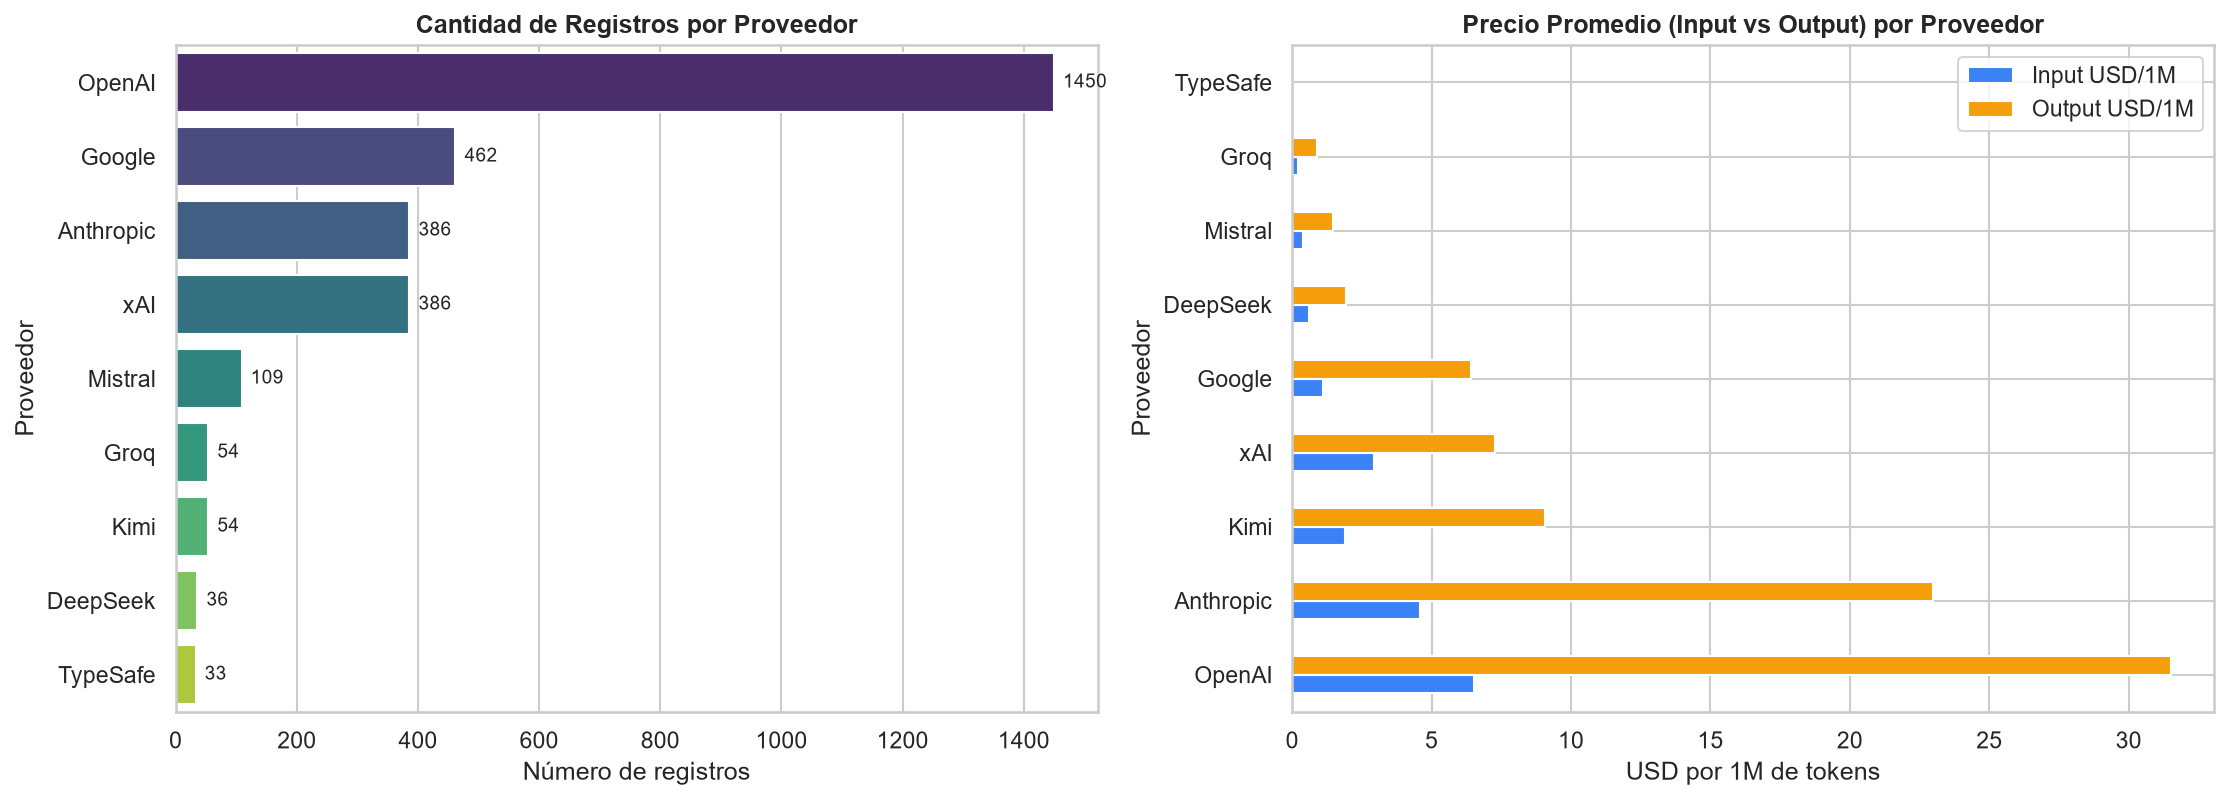 Cantidad de Registros por Proveedor
OpenAI
1450
Google
462
Anthropic
386
xAI
386
Mistral
109
Groq
54
Kimi
54
DeepSeek
36
TypeSafe
33
Proveedor
0 200 400 600 800 1000 1200 1400
Número de registros
Precio Promedio (Input vs Output) por Proveedor
Input USD/1M
Output USD/1M
TypeSafe
Groq
Mistral
DeepSeek
Google
xAI
Kimi
Anthropic
OpenAI
Proveedor
0 5 10 15 20 25 30
USD por 1M de tokens